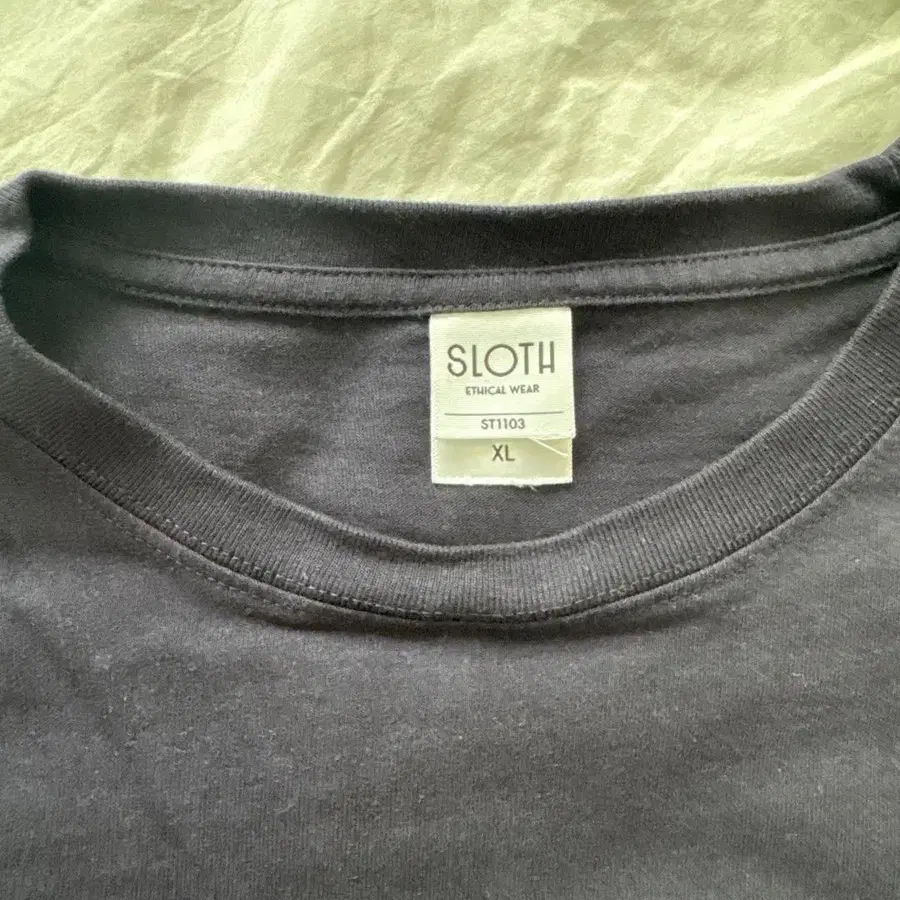 SLOTH
ETHICAL WEAR
ST1103
XL